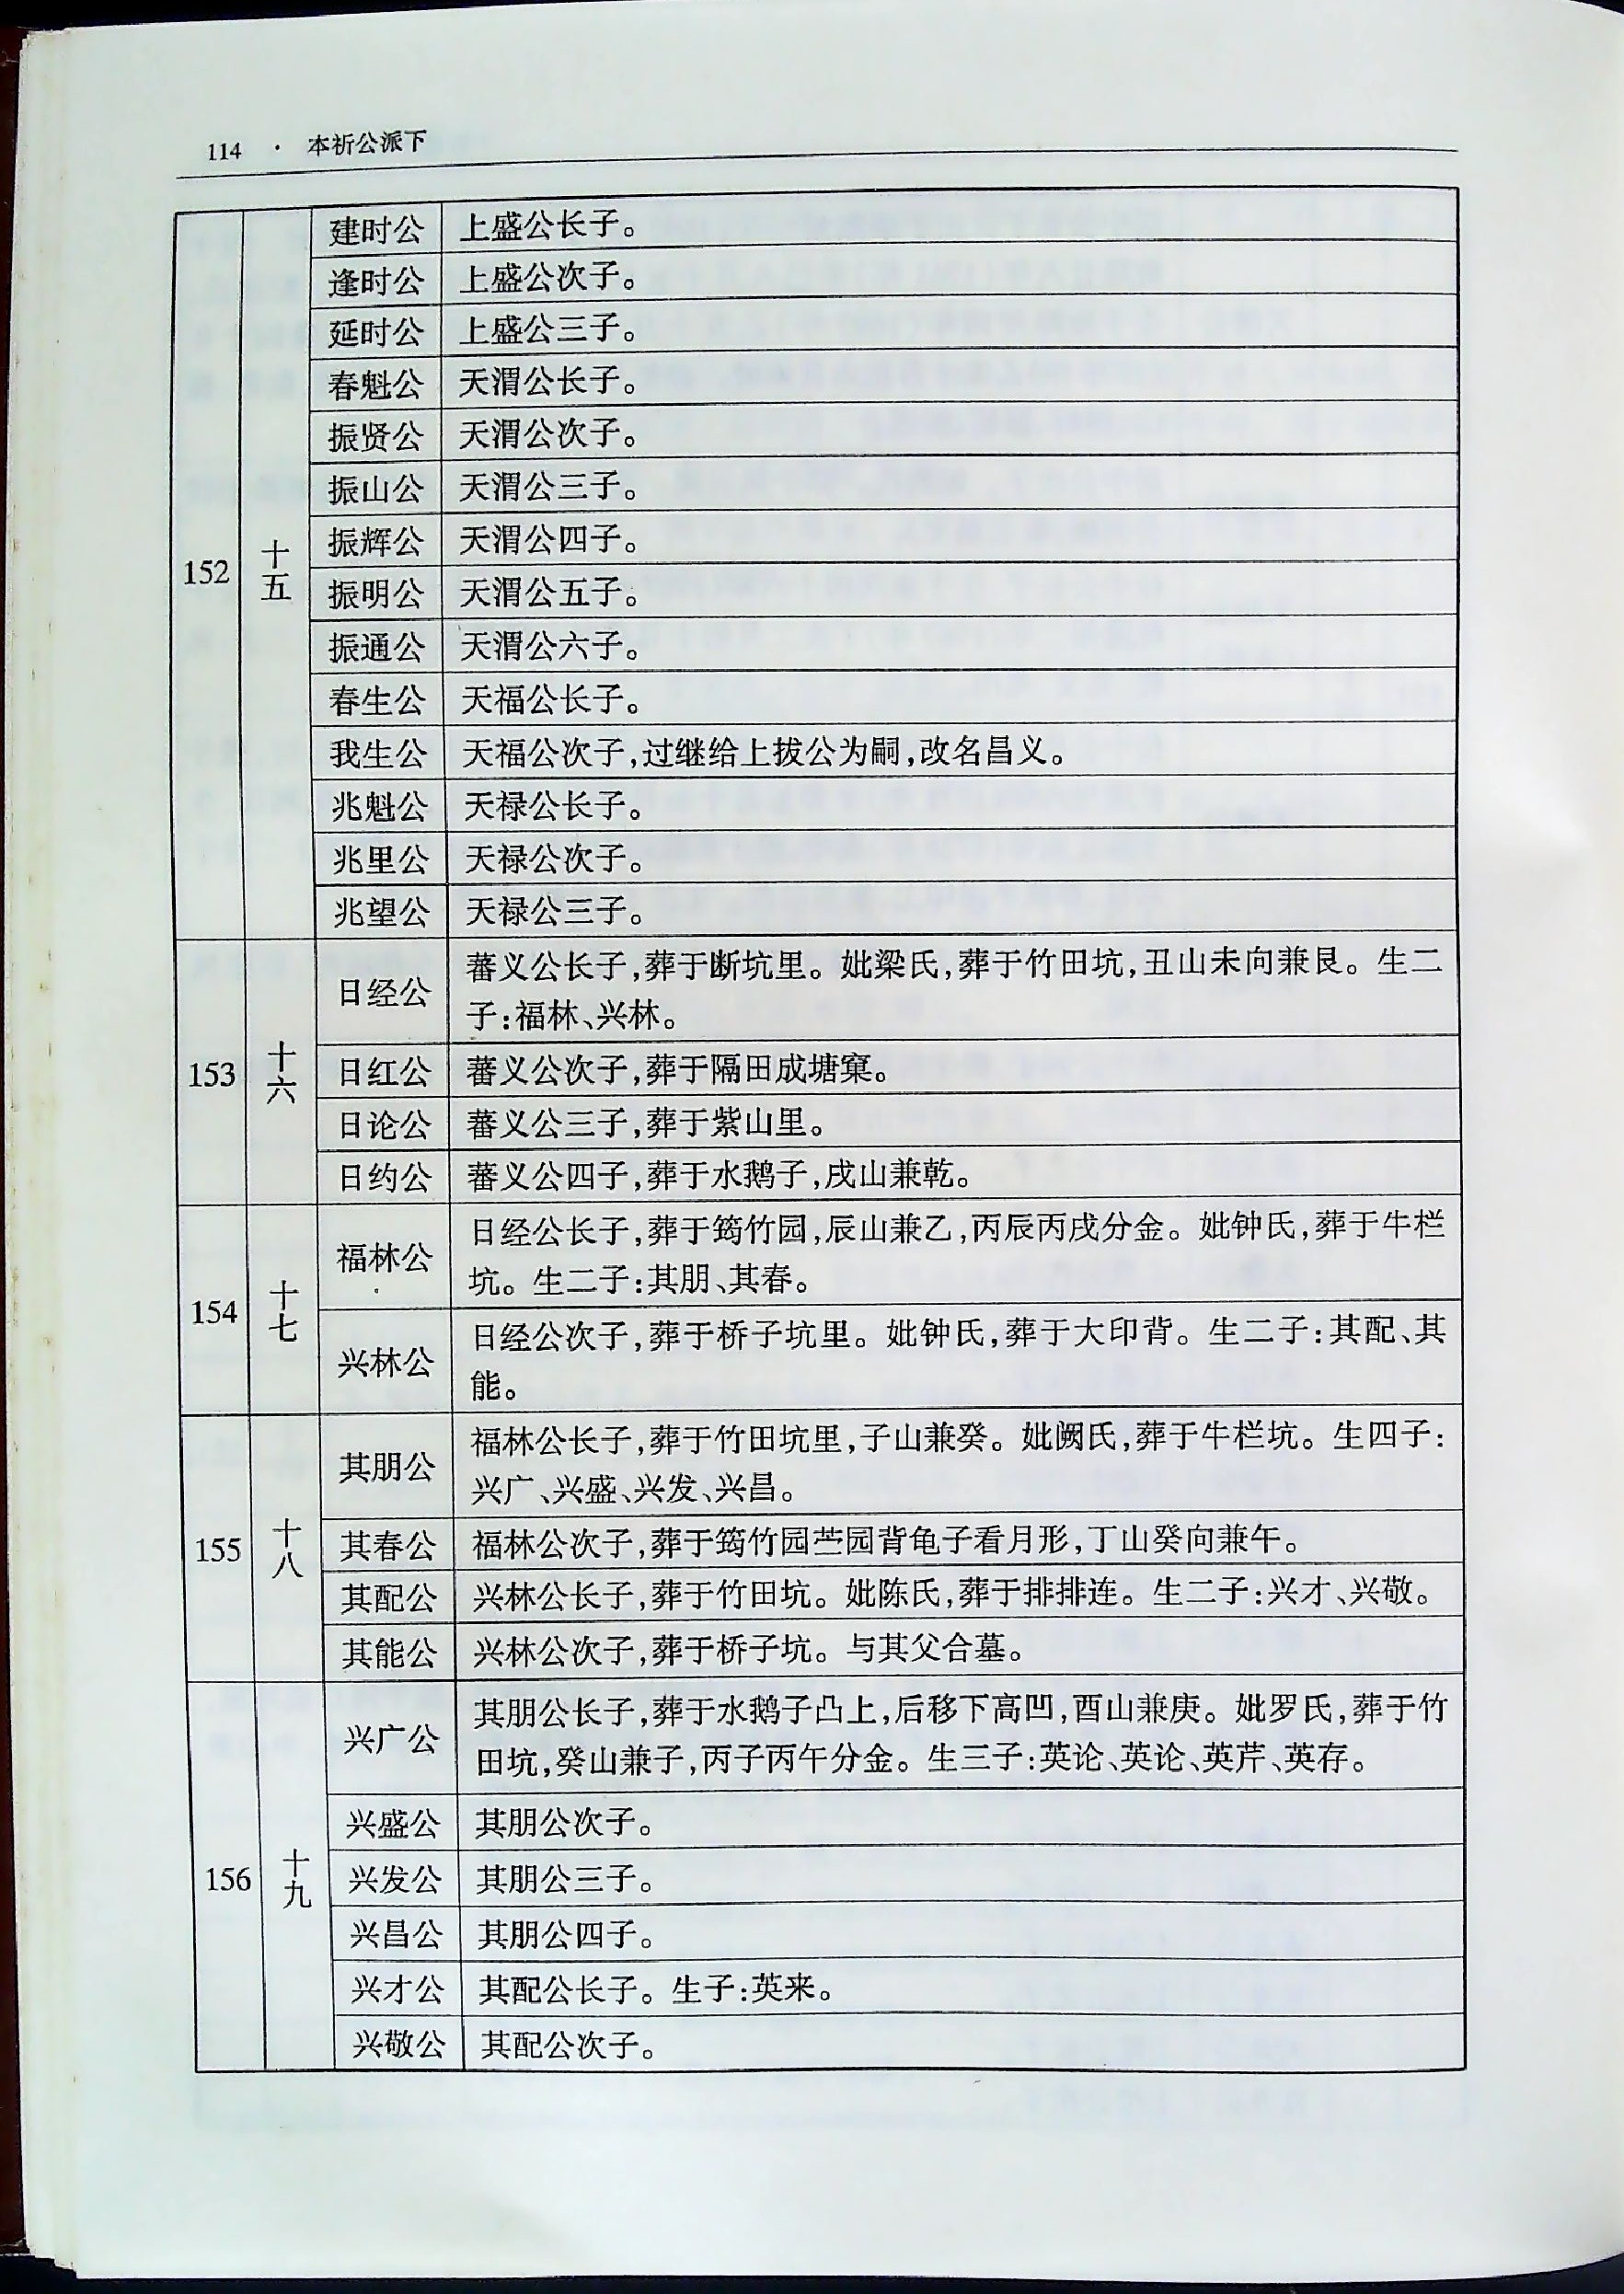 114 · 本祈公派下
152 十五
建时公 上盛公长子。
逢时公 上盛公次子。
延时公 上盛公三子。
春魁公 天渭公长子。
振贤公 天渭公次子。
振山公 天渭公三子。
振辉公 天渭公四子。
振明公 天渭公五子。
振通公 天渭公六子。
春生公 天福公长子。
我生公 天福公次子,过继给上拔公为嗣,改名昌义。
兆魁公 天禄公长子。
兆里公 天禄公次子。
兆望公 天禄公三子。
153 十六
日经公 蕃义公长子,葬于断坑里。妣梁氏,葬于竹田坑,丑山未向兼艮。生二
子:福林、兴林。
日红公 蕃义公次子,葬于隔田成塘窠。
日论公 蕃义公三子,葬于紫山里。
日约公 蕃义公四子,葬于水鹅子,戌山兼乾。
154 十七
福林公 日经公长子,葬于筠竹园,辰山兼乙,丙辰丙戌分金。妣钟氏,葬于牛栏
坑。生二子:其朋、其春。
兴林公 日经公次子,葬于桥子坑里。妣钟氏,葬于大印背。生二子:其配、其
能。
155 十八
其朋公 福林公长子,葬于竹田坑里,子山兼癸。妣阙氏,葬于牛栏坑。生四子:
兴广、兴盛、兴发、兴昌。
其春公 福林公次子,葬于筠竹园苎园背龟子看月形,丁山癸向兼午。
其配公 兴林公长子,葬于竹田坑。妣陈氏,葬于排排连。生二子:兴才、兴敬。
其能公 兴林公次子,葬于桥子坑。与其父合墓。
156 十九
兴广公 其朋公长子,葬于水鹅子凸上,后移下高凹,酉山兼庚。妣罗氏,葬于竹
田坑,癸山兼子,丙子丙午分金。生三子:英论、英论、英芹、英存。
兴盛公 其朋公次子。
兴发公 其朋公三子。
兴昌公 其朋公四子。
兴才公 其配公长子。生子:英来。
兴敬公 其配公次子。